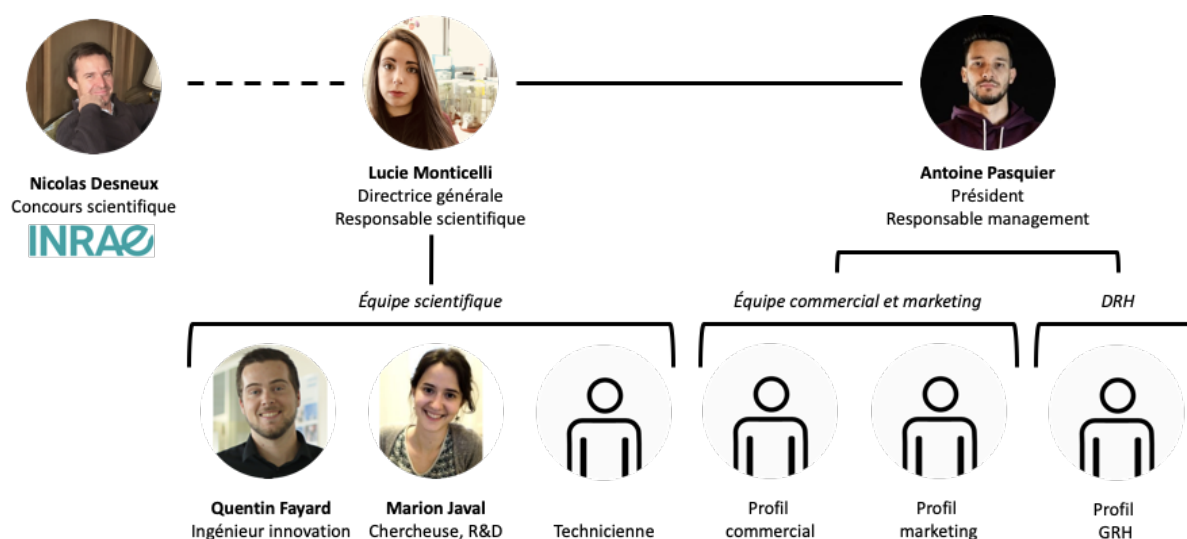 Nicolas Desneux
Concours scientifique
INRAE
Lucie Monticelli
Directrice générale
Responsable scientifique
Antoine Pasquier
Président
Responsable management
Équipe scientifique
Équipe commercial et marketing
DRH
Quentin Fayard
Ingénieur innovation
Marion Javal
Chercheuse, R&D
Technicienne
Profil
commercial
Profil
marketing
Profil
GRH